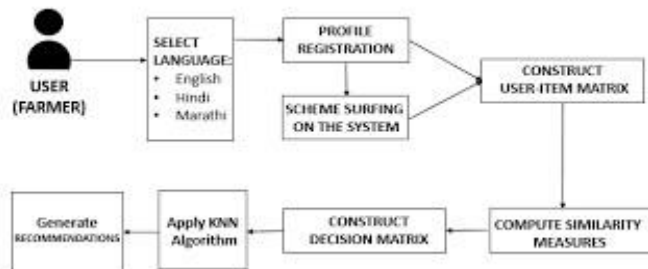 USER
(FARMER)
SELECT
LANGUAGE:
• English
• Hindi
• Marathi
PROFILE
REGISTRATION
SCHEME SURFING
ON THE SYSTEM
CONSTRUCT
USER-ITEM MATRIX
COMPUTE SIMILARITY
MEASURES
CONSTRUCT
DECISION MATRIX
Apply KNN
Algorithm
Generate
RECOMMENDATIONS